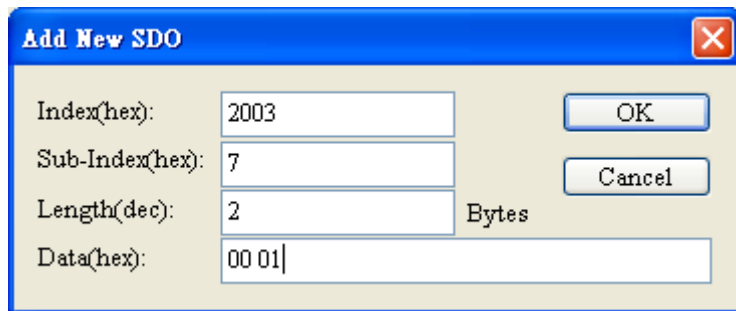 Add New SDO
Index(hex): 2003 OK
Sub-Index(hex): 7
Cancel
Length(dec): 2 Bytes
Data(hex): 00 01